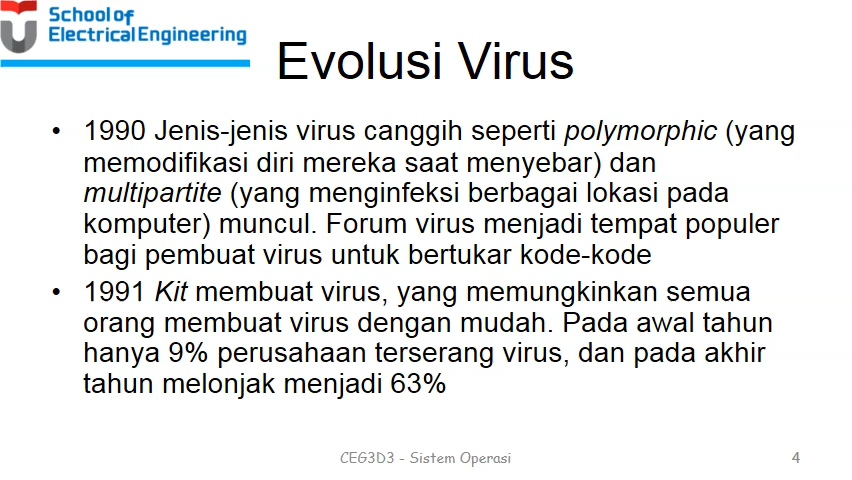 School of
Electrical Engineering
Evolusi Virus
• 1990 Jenis-jenis virus canggih seperti polymorphic (yang
memodifikasi diri mereka saat menyebar) dan
multipartite (yang menginfeksi berbagai lokasi pada
komputer) muncul. Forum virus menjadi tempat populer
bagi pembuat virus untuk bertukar kode-kode
• 1991 Kit membuat virus, yang memungkinkan semua
orang membuat virus dengan mudah. Pada awal tahun
hanya 9% perusahaan terserang virus, dan pada akhir
tahun melonjak menjadi 63%
CEG3D3 - Sistem Operasi
4